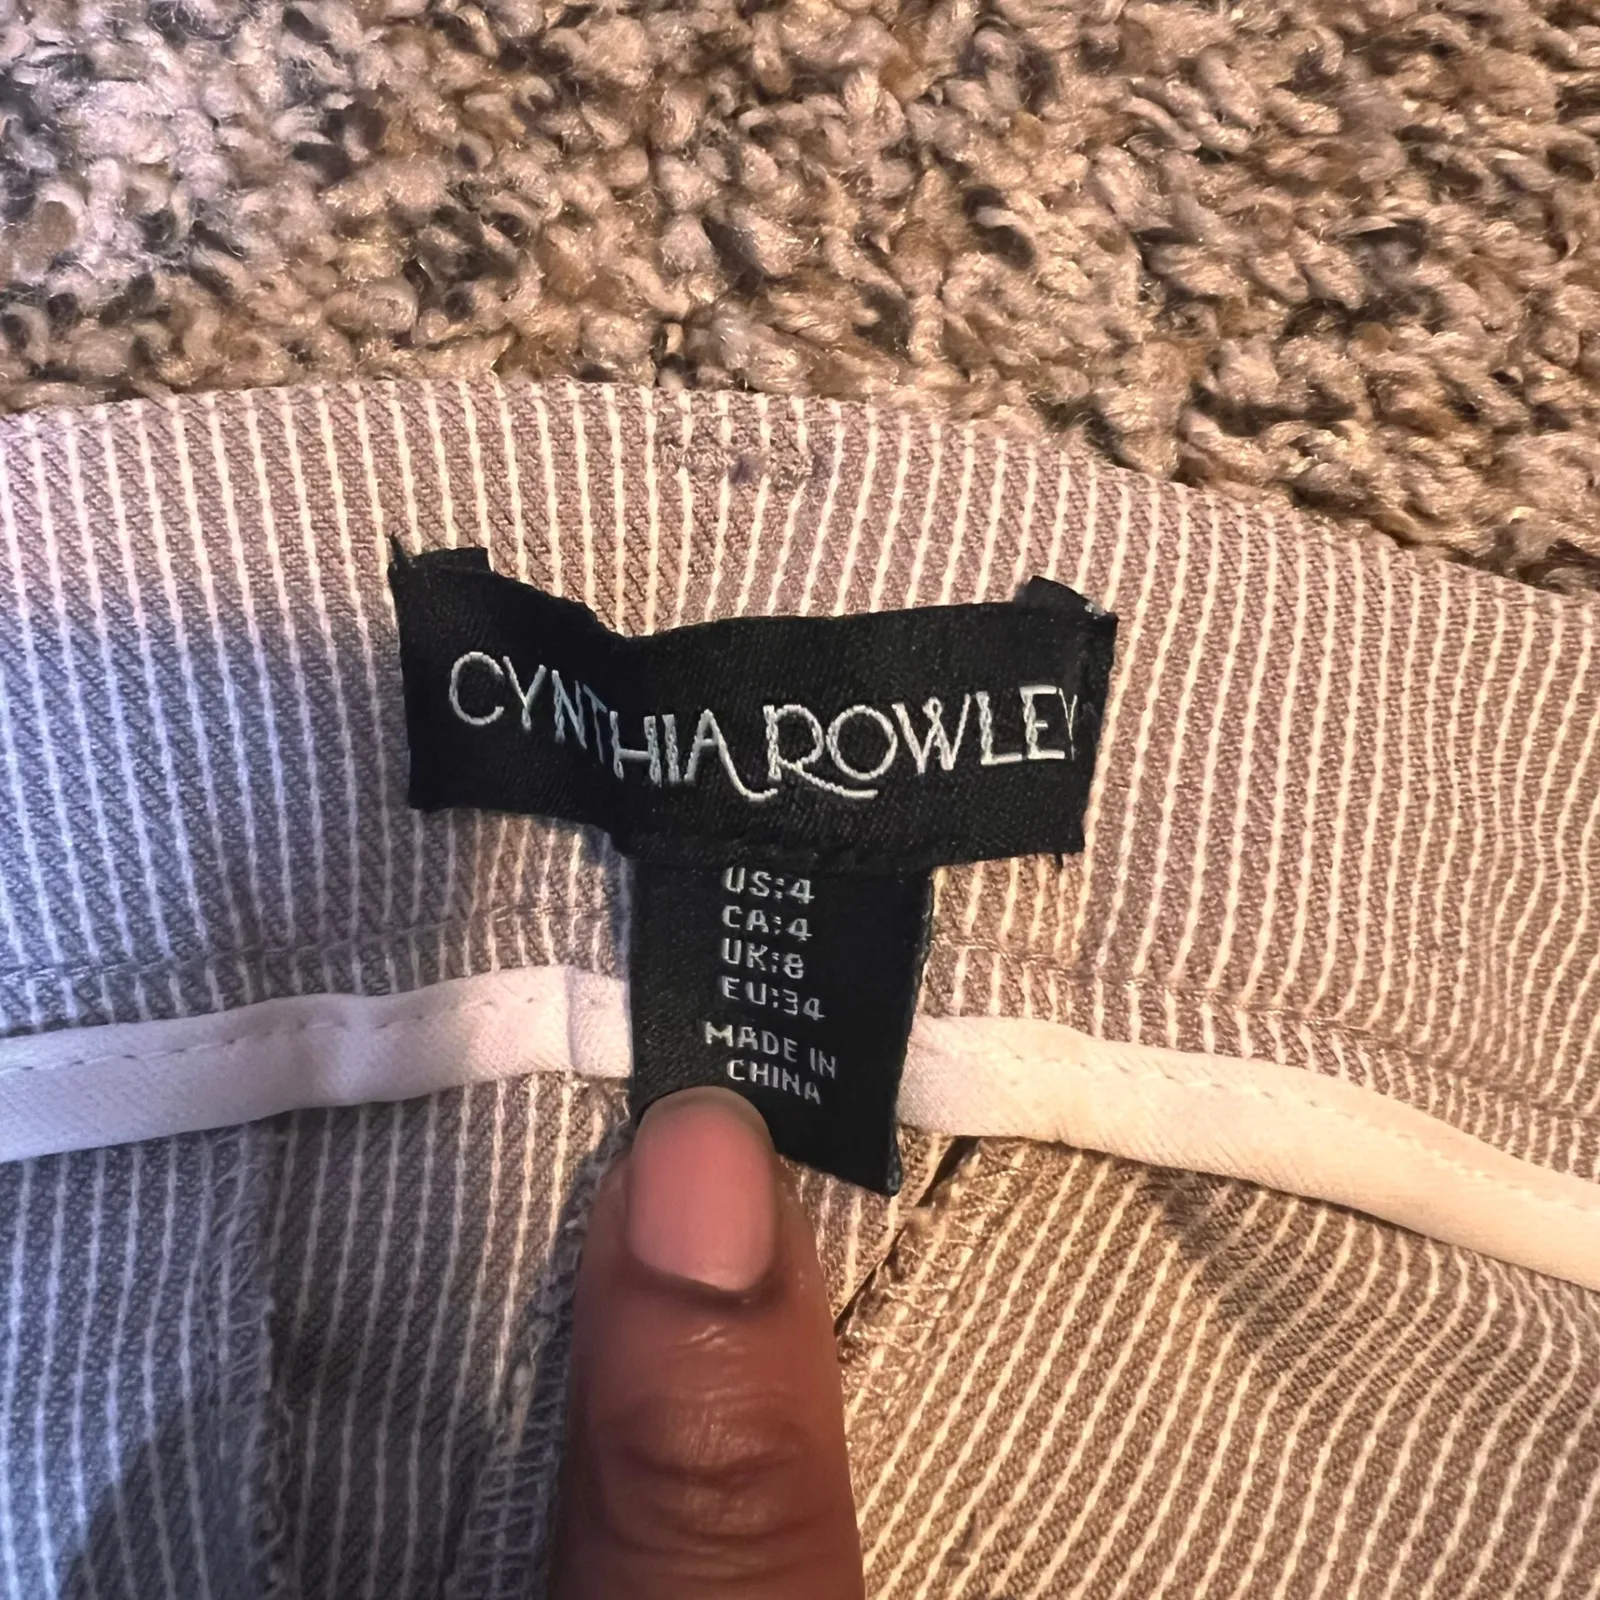 CYNTHIA ROWLEY
US:4
CA:4
UK:8
EU:34
MADE IN
CHINA